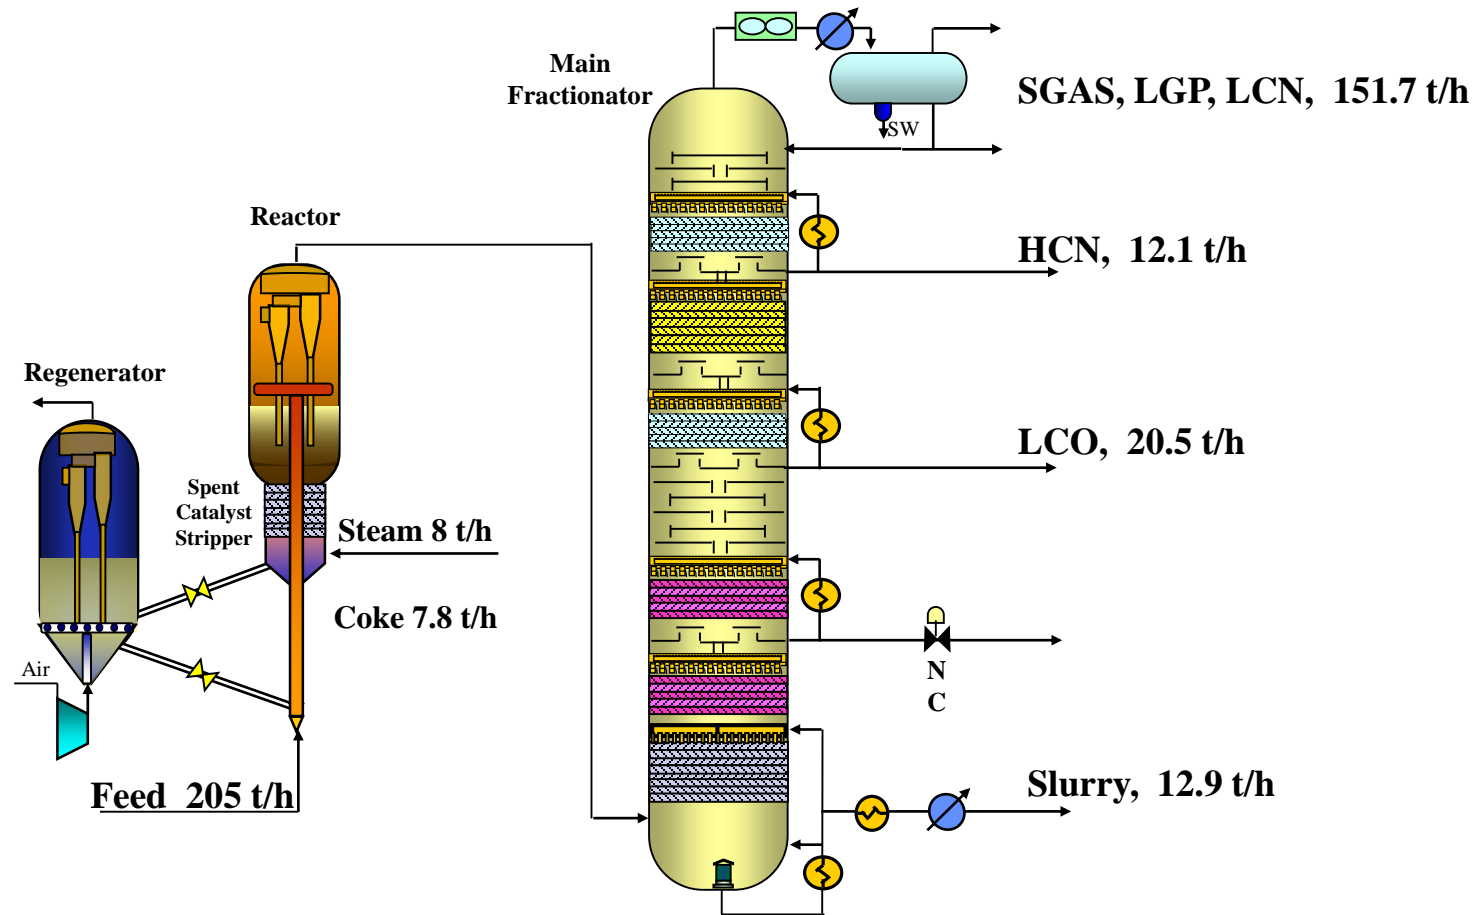 Main
Fractionator
SGAS, LGP, LCN, 151.7 t/h
SW
Reactor
HCN, 12.1 t/h
Regenerator
LCO, 20.5 t/h
Spent
Catalyst
Stripper
Steam 8 t/h
Coke 7.8 t/h
Air
N
C
Feed 205 t/h
Slurry, 12.9 t/h